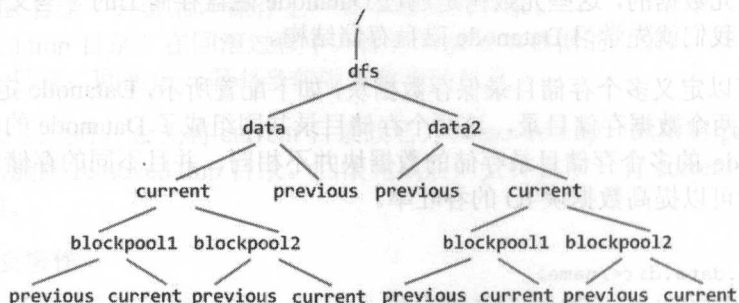 /
dfs
data data2
current previous previous current
blockpool1 blockpool2 blockpool1 blockpool2
previous current previous current previous current previous current